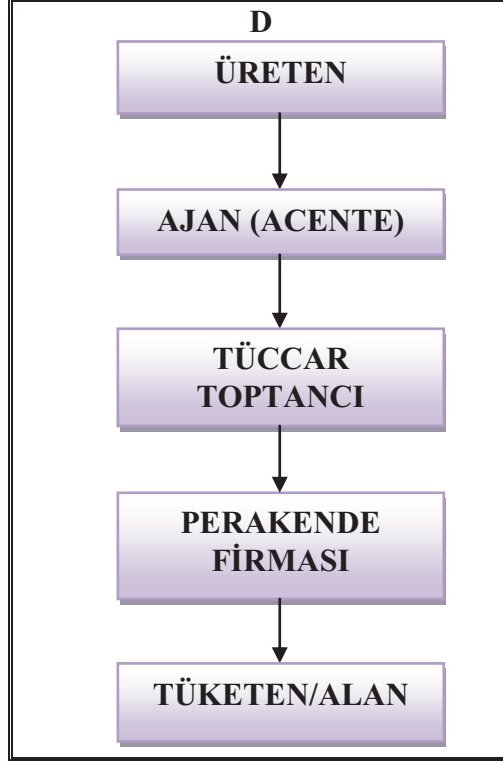 D
ÜRETEN
AJAN (ACENTE)
TÜCCAR
TOPTANCI
PERAKENDE
FİRMASI
TÜKETEN/ALAN